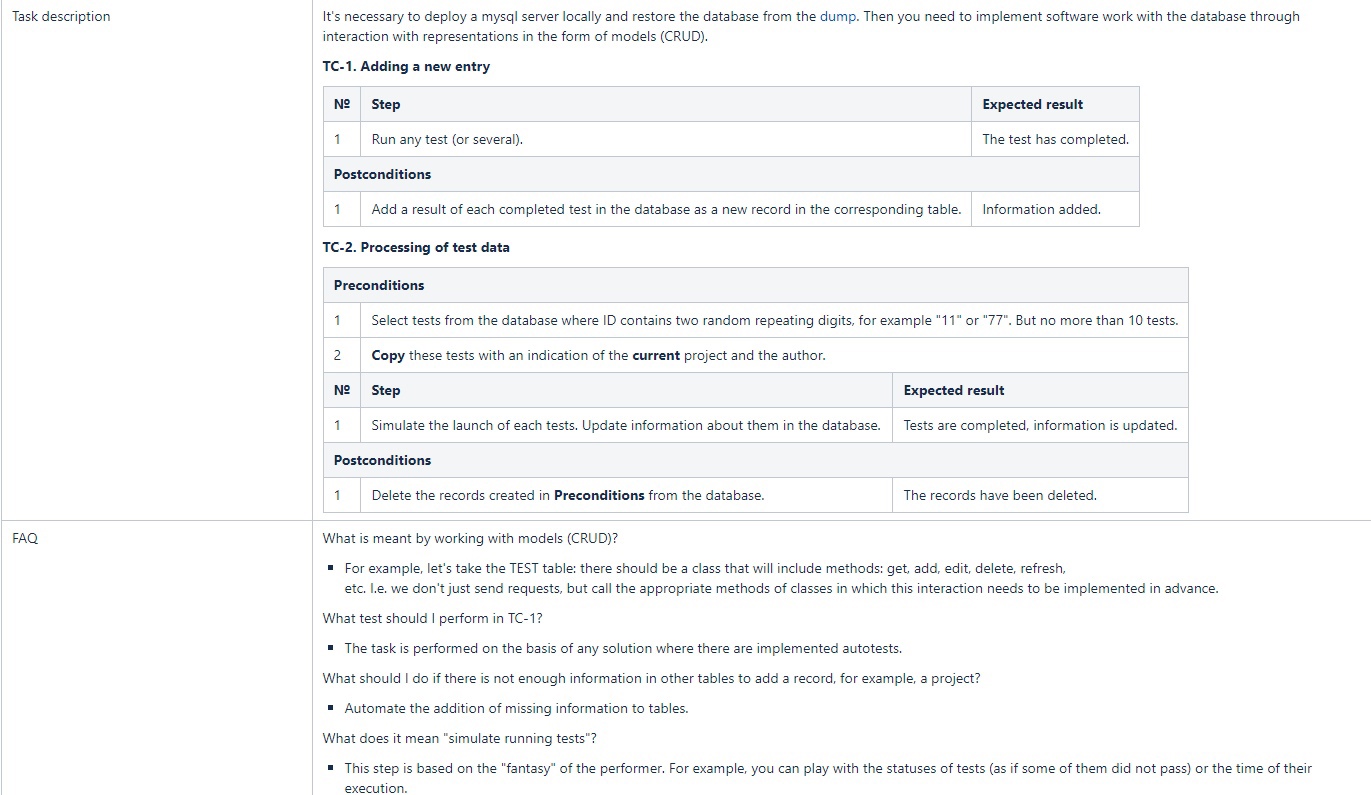 Task description
It's necessary to deploy a mysql server locally and restore the database from the dump. Then you need to implement software work with the database through
interaction with representations in the form of models (CRUD).
TC-1. Adding a new entry
№ Step Expected result
1 Run any test (or several). The test has completed.
Postconditions
1 Add a result of each completed test in the database as a new record in the corresponding table. Information added.
TC-2. Processing of test data
Preconditions
1 Select tests from the database where ID contains two random repeating digits, for example "11" or "77". But no more than 10 tests.
2 Copy these tests with an indication of the current project and the author.
№ Step Expected result
1 Simulate the launch of each tests. Update information about them in the database. Tests are completed, information is updated.
Postconditions
1 Delete the records created in Preconditions from the database. The records have been deleted.
FAQ
What is meant by working with models (CRUD)?
▪ For example, let's take the TEST table: there should be a class that will include methods: get, add, edit, delete, refresh,
etc. I.e. we don't just send requests, but call the appropriate methods of classes in which this interaction needs to be implemented in advance.
What test should I perform in TC-1?
▪ The task is performed on the basis of any solution where there are implemented autotests.
What should I do if there is not enough information in other tables to add a record, for example, a project?
▪ Automate the addition of missing information to tables.
What does it mean "simulate running tests"?
▪ This step is based on the "fantasy" of the performer. For example, you can play with the statuses of tests (as if some of them did not pass) or the time of their
execution.